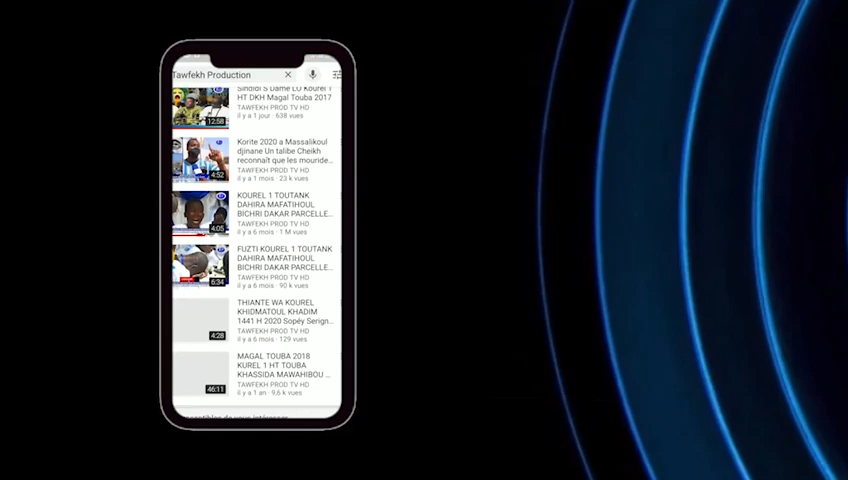 Tawfekh Production
Sindidi S Dame LO Kourel 1
HT DKH Magal Touba 2017
TAWFEKH PROD TV HD
il y a 1 jour · 638 vues
12:58
Korite 2020 a Massalikoul
djinane Un talibe Cheikh
reconnaît que les mouride...
TAWFEKH PROD TV HD
il y a 1 mois · 23 k vues
4:52
KOUREL 1 TOUTANK
DAHIRA MAFATIHOUL
BICHRI DAKAR PARCELLE...
TAWFEKH PROD TV HD
il y a 6 mois · 1 M vues
4:05
FUZTI KOUREL 1 TOUTANK
DAHIRA MAFATIHOUL
BICHRI DAKAR PARCELLE...
TAWFEKH PROD TV HD
il y a 6 mois · 90 k vues
6:34
THIANTE WA KOUREL
KHIDMATOUL KHADIM
1441 H 2020 Sopéy Serign...
TAWFEKH PROD TV HD
il y a 6 mois · 129 vues
4:28
MAGAL TOUBA 2018
KUREL 1 HT TOUBA
KHASSIDA MAWAHIBOU ...
TAWFEKH PROD TV HD
il y a 1 an · 9,6 k vues
46:11